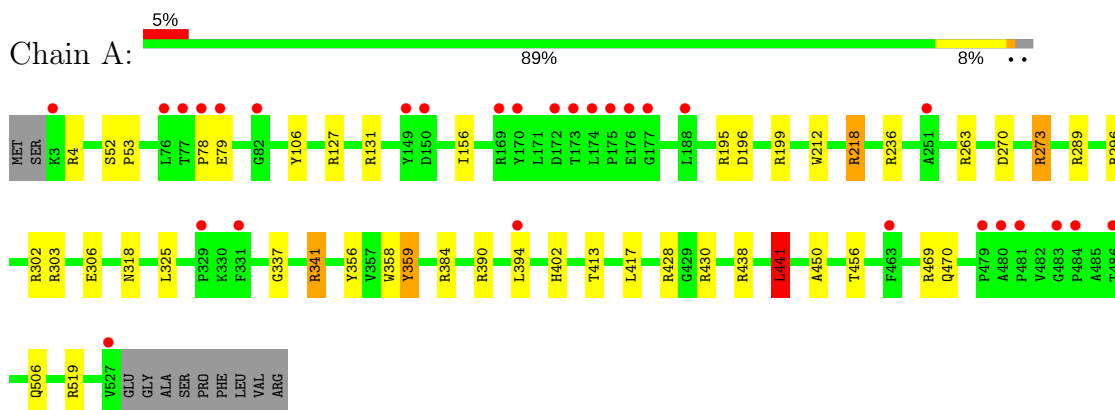 5%
Chain A:
89% 8% • •
MET SER K3 R4 S52 P53 L76 T77 P78 E79 G82 Y106 R127 R131 Y149 D150 I156 R169 Y170 L171 D172 T173 L174 P175 E176 G177 L188 R195 D196 R199 W212 R218 R236 A251 R263 D270 R273 R289
R302 R303 E306 N318 L325 P329 K330 F331 G337 R341 Y356 V357 W358 Y359 R384 R390 L394 H402 T413 L417 R428 G429 R430 R438 L441 A450 T456 F463 R469 Q470 P479 A480 P481 V482 G483 P484 A485 T486
Q506 R519 V527 GLU GLY ALA SER PRO PHE LEU VAL ARG